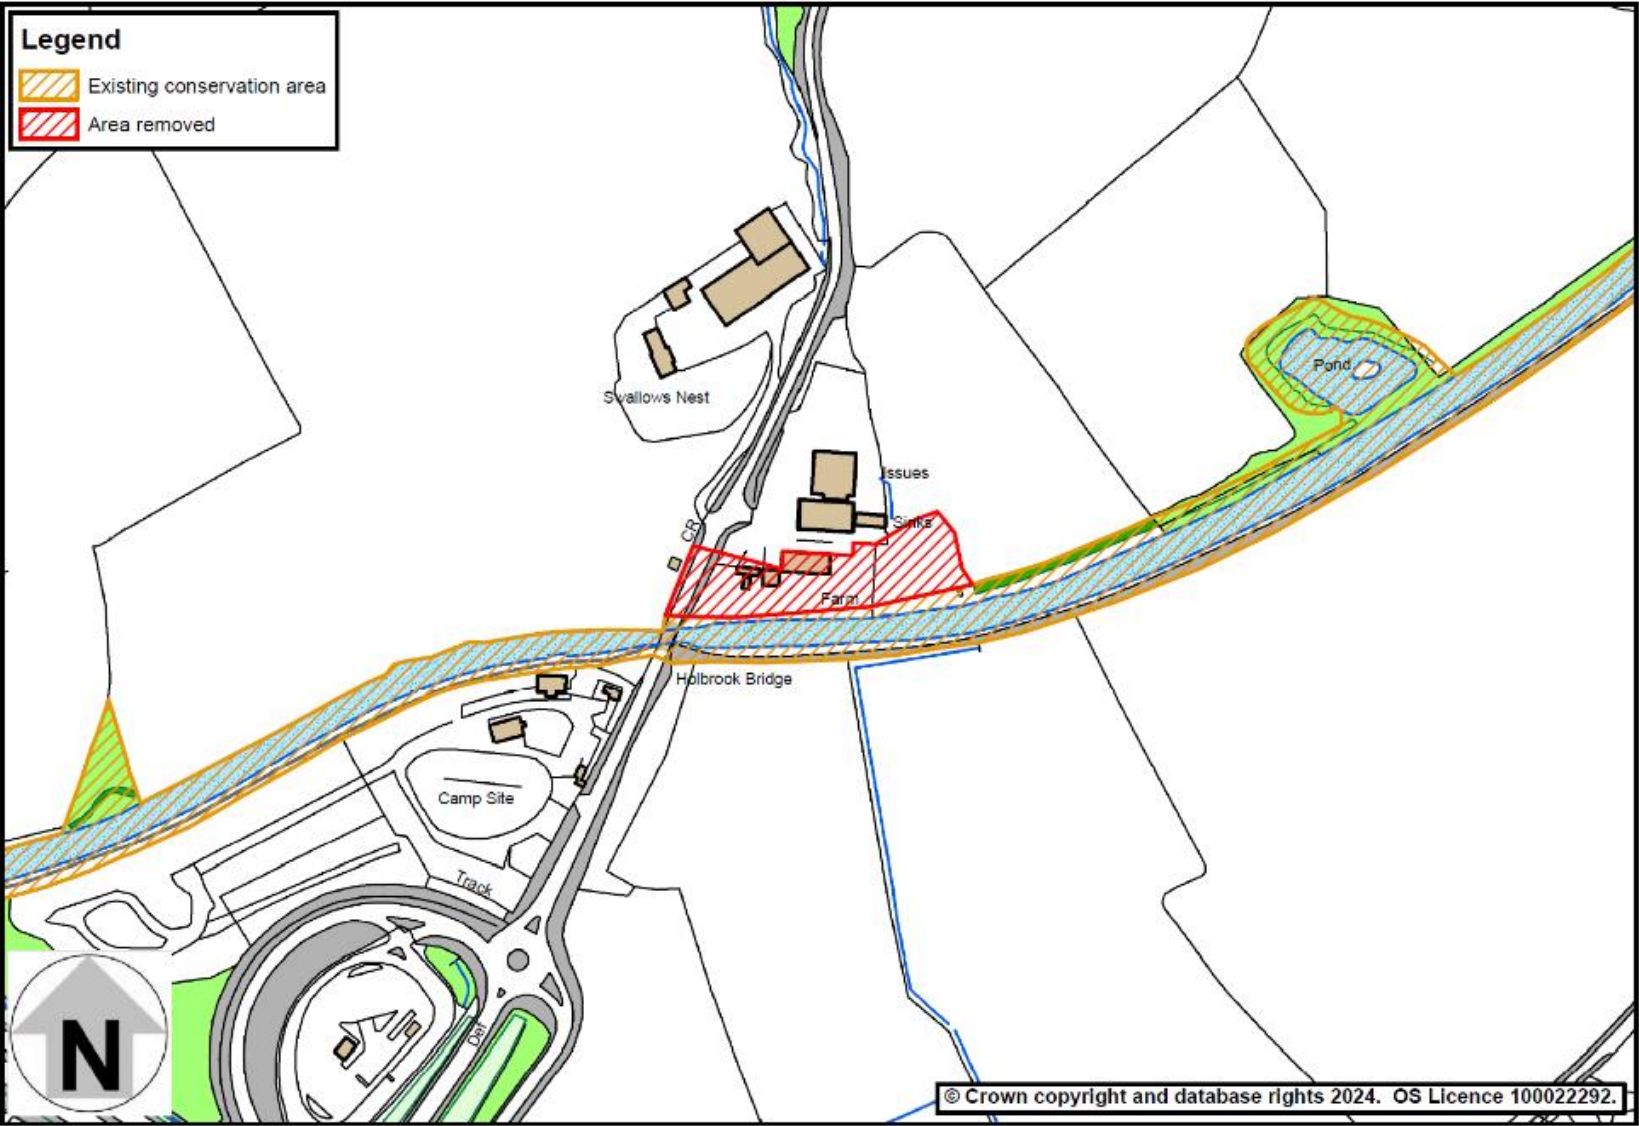 Legend
Existing conservation area
Area removed
Pond
Swallows Nest
Issues
Sinks
CR
Farm
Holbrook Bridge
Camp Site
Track
Def
N
© Crown copyright and database rights 2024. OS Licence 100022292.